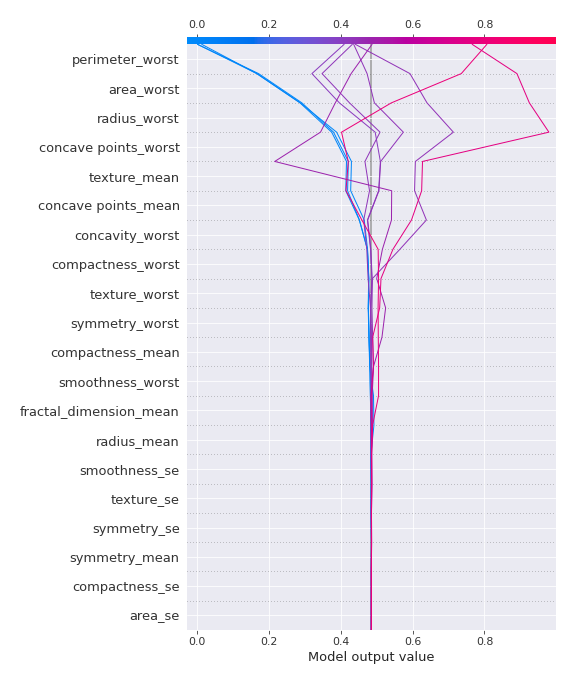 0.0 0.2 0.4 0.6 0.8
perimeter_worst
area_worst
radius_worst
concave points_worst
texture_mean
concave points_mean
concavity_worst
compactness_worst
texture_worst
symmetry_worst
compactness_mean
smoothness_worst
fractal_dimension_mean
radius_mean
smoothness_se
texture_se
symmetry_se
symmetry_mean
compactness_se
area_se
0.0 0.2 0.4 0.6 0.8
Model output value